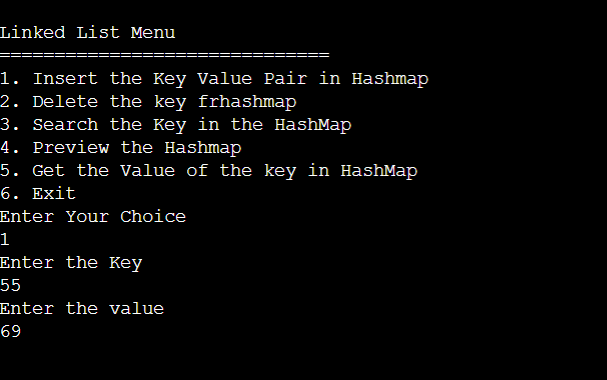 Linked List Menu
==============================
1. Insert the Key Value Pair in Hashmap
2. Delete the key frhashmap
3. Search the Key in the HashMap
4. Preview the Hashmap
5. Get the Value of the key in HashMap
6. Exit
Enter Your Choice
1
Enter the Key
55
Enter the value
69